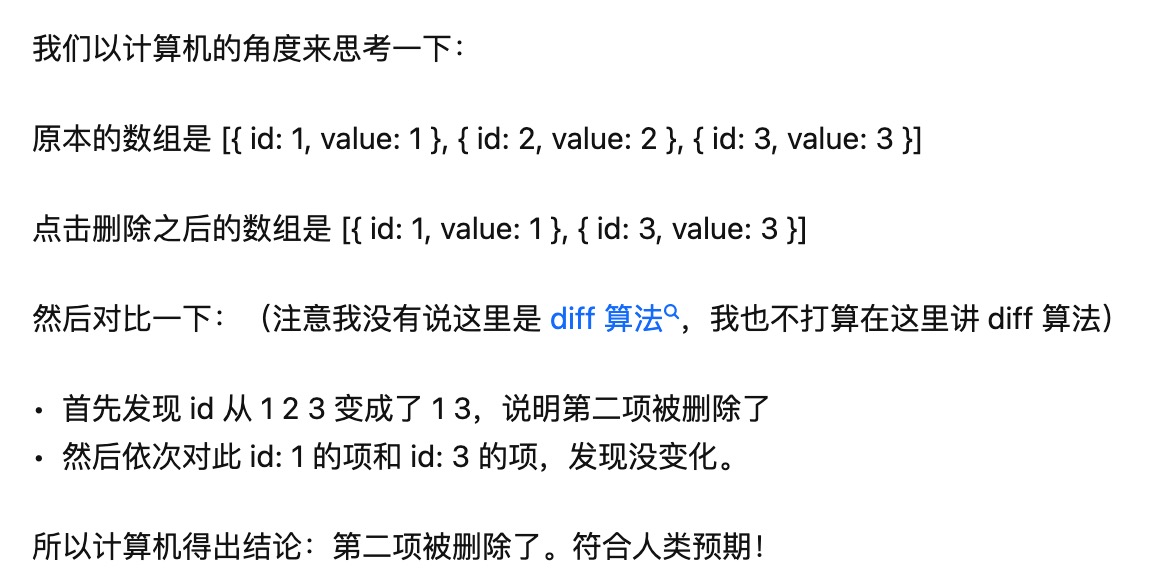 我们以计算机的角度来思考一下：
原本的数组是 [{ id: 1, value: 1 }, { id: 2, value: 2 }, { id: 3, value: 3 }]
点击删除之后的数组是 [{ id: 1, value: 1 }, { id: 3, value: 3 }]
然后对比一下：（注意我没有说这里是 diff 算法，我也不打算在这里讲 diff 算法）
• 首先发现 id 从 1 2 3 变成了 1 3，说明第二项被删除了
• 然后依次对此 id: 1 的项和 id: 3 的项，发现没变化。
所以计算机得出结论：第二项被删除了。符合人类预期！